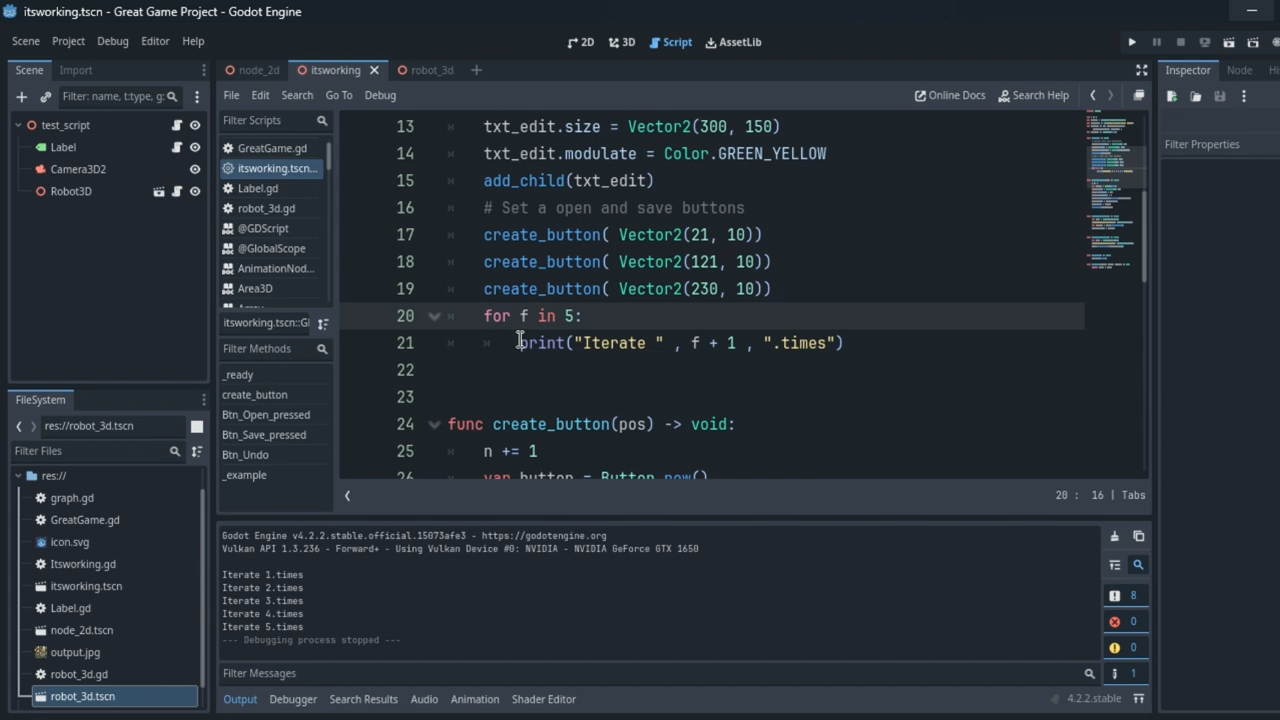 itsworking.tscn - Great Game Project - Godot Engine
Scene Project Debug Editor Help
2D 3D Script AssetLib
Scene Import
Filter: name, t:type, g:
test_script
Label
Camera3D2
Robot3D
FileSystem
res://robot_3d.tscn
Filter Files
res://
graph.gd
GreatGame.gd
icon.svg
Itsworking.gd
itsworking.tscn
Label.gd
node_2d.tscn
output.jpg
robot_3d.gd
robot_3d.tscn
node_2d itsworking robot_3d
File Edit Search Go To Debug
Online Docs Search Help
Filter Scripts
GreatGame.gd
itsworking.tscn...
Label.gd
robot_3d.gd
@GDScript
@GlobalScope
AnimationNod...
Area3D
itsworking.tscn::G
Filter Methods
_ready
create_button
Btn_Open_pressed
Btn_Save_pressed
Btn_Undo
_example
13 txt_edit.size = Vector2(300, 150)
14 txt_edit.modulate = Color.GREEN_YELLOW
15 add_child(txt_edit)
16 # Set a open and save buttons
17 create_button( Vector2(21, 10))
18 create_button( Vector2(121, 10))
19 create_button( Vector2(230, 10))
20 for f in 5:
21 print("Iterate " , f + 1 , ".times")
22
23
24 func create_button(pos) -> void:
25 n += 1
26 var button = Button.new()
20 : 16 | Tabs
Godot Engine v4.2.2.stable.official.15073afe3 - https://godotengine.org
Vulkan API 1.3.236 - Forward+ - Using Vulkan Device #0: NVIDIA - NVIDIA GeForce GTX 1650
Iterate 1.times
Iterate 2.times
Iterate 3.times
Iterate 4.times
Iterate 5.times
--- Debugging process stopped ---
8
0
0
1
Filter Messages
Output Debugger Search Results Audio Animation Shader Editor
4.2.2.stable
Inspector Node
Filter Properties